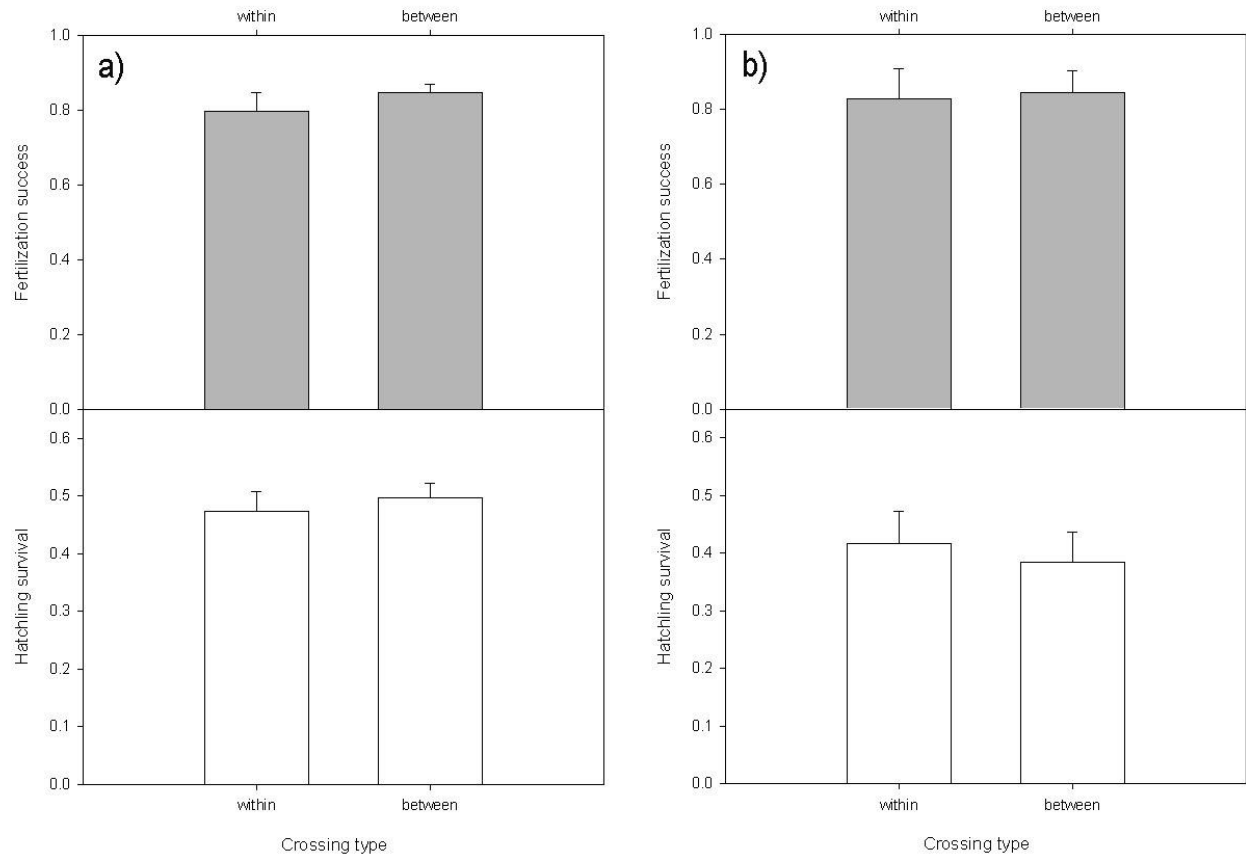 within between
a)
1.0
0.8
0.6
0.4
0.2
0.0
Fertilization success
0.6
0.5
0.4
0.3
0.2
0.1
0.0
Hatchling survival
within between
Crossing type
within between
b)
1.0
0.8
0.6
0.4
0.2
0.0
Fertilization success
0.6
0.5
0.4
0.3
0.2
0.1
0.0
Hatchling survival
within between
Crossing type